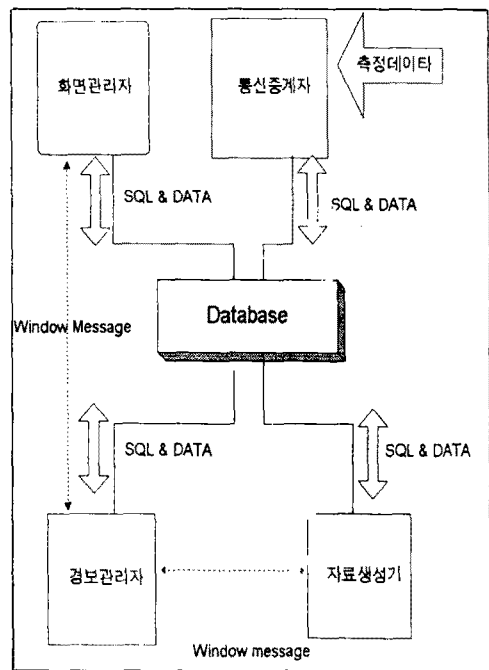 화면관리자
통신중계자
측정데이타
SQL & DATA
SQL & DATA
Database
Window Message
SQL & DATA
SQL & DATA
경보관리자
자료생성기
Window message